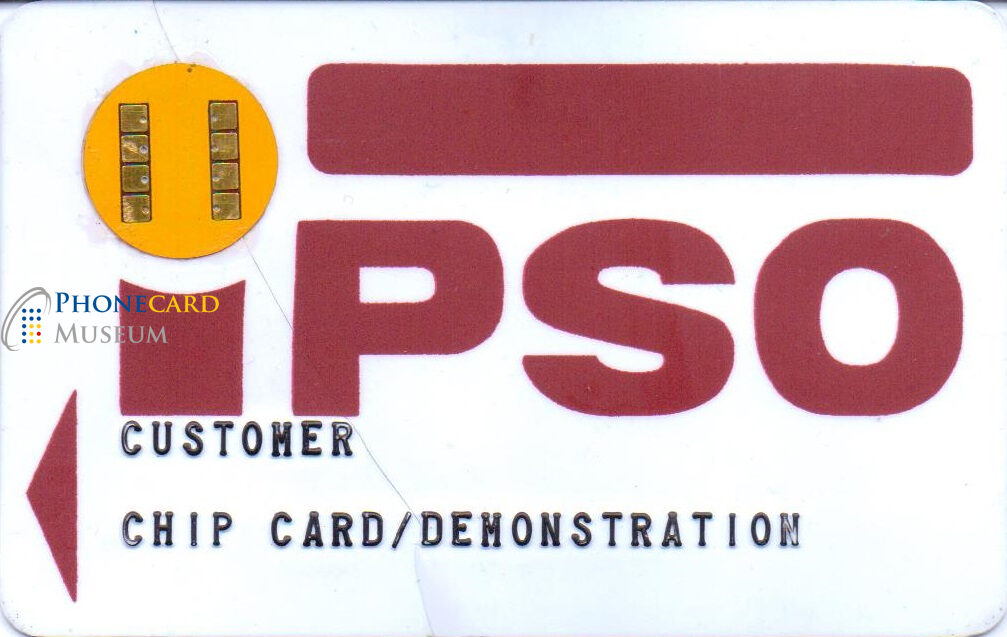 iPSO
PHONECARD
MUSEUM
CUSTOMER
CHIP CARD/DEMONSTRATION